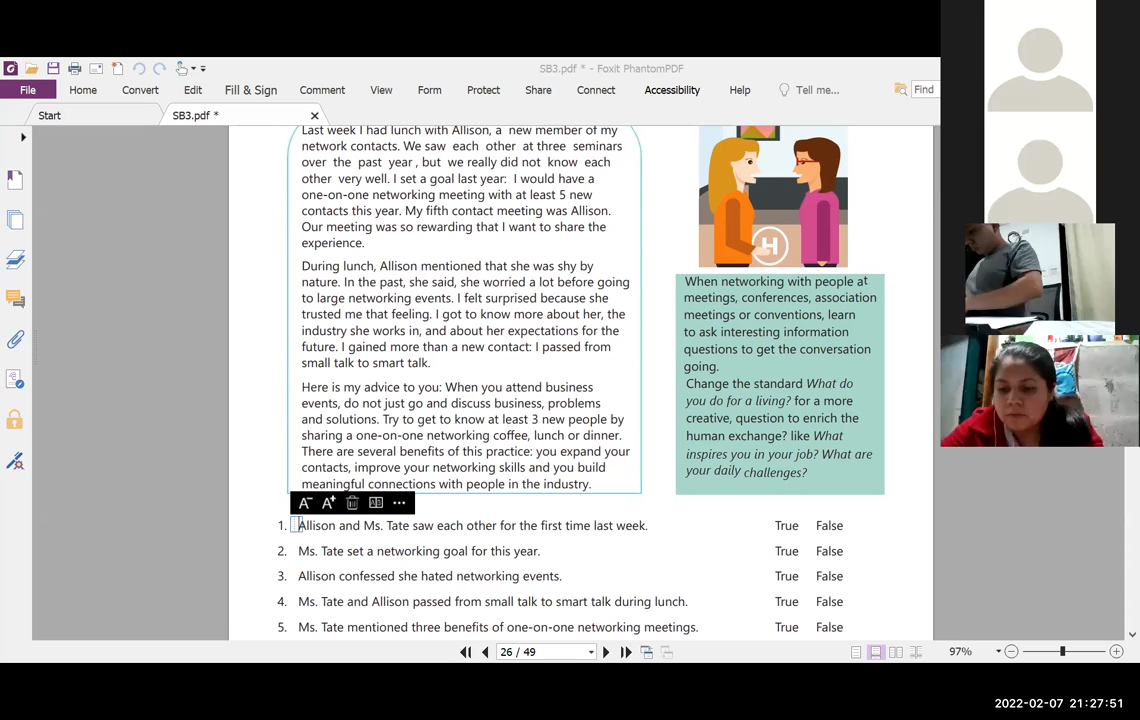 SB3.pdf * - Foxit PhantomPDF
File Home Convert Edit Fill & Sign Comment View Form Protect Share Connect Accessibility Help Tell me... Find
Start SB3.pdf *
Last week I had lunch with Allison, a new member of my
network contacts. We saw each other at three seminars
over the past year, but we really did not know each
other very well. I set a goal last year: I would have a
one-on-one networking meeting with at least 5 new
contacts this year. My fifth contact meeting was Allison.
Our meeting was so rewarding that I want to share the
experience.
During lunch, Allison mentioned that she was shy by
nature. In the past, she said, she worried a lot before going
to large networking events. I felt surprised because she
trusted me that feeling. I got to know more about her, the
industry she works in, and about her expectations for the
future. I gained more than a new contact: I passed from
small talk to smart talk.
Here is my advice to you: When you attend business
events, do not just go and discuss business, problems
and solutions. Try to get to know at least 3 new people by
sharing a one-on-one networking coffee, lunch or dinner.
There are several benefits of this practice: you expand your
contacts, improve your networking skills and you build
meaningful connections with people in the industry.
H
When networking with people at
meetings, conferences, association
meetings or conventions, learn
to ask interesting information
questions to get the conversation
going.
Change the standard What do
you do for a living? for a more
creative, question to enrich the
human exchange? like What
inspires you in your job? What are
your daily challenges?
1. Allison and Ms. Tate saw each other for the first time last week. True False
2. Ms. Tate set a networking goal for this year. True False
3. Allison confessed she hated networking events. True False
4. Ms. Tate and Allison passed from small talk to smart talk during lunch. True False
5. Ms. Tate mentioned three benefits of one-on-one networking meetings. True False
26 / 49
97%
2022-02-07 21:27:51